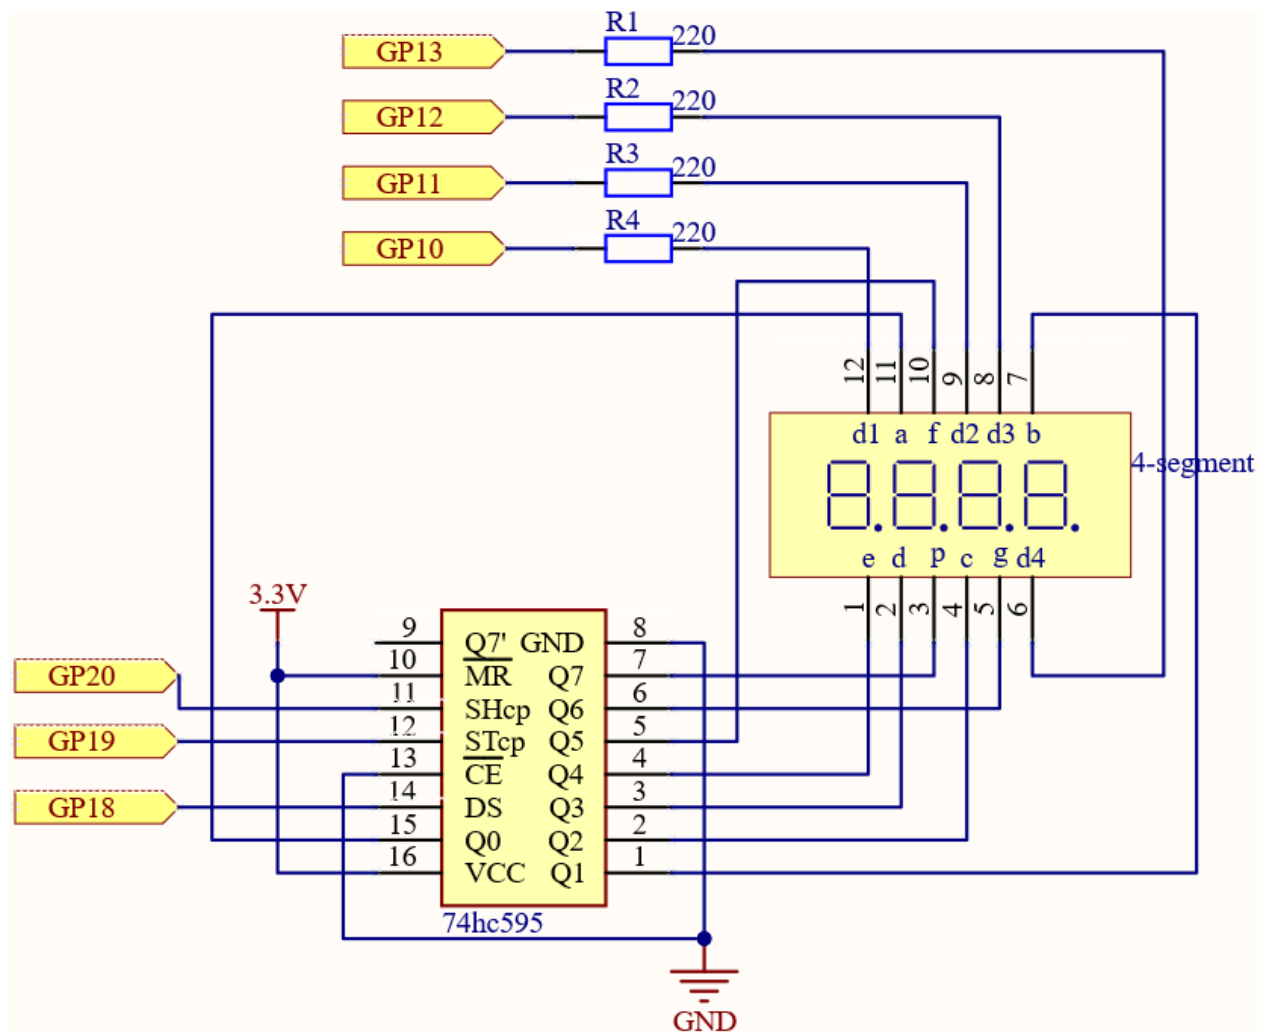 R1
GP13 220
R2
GP12 220
R3
GP11 220
R4
GP10 220
12 11 10 9 8 7
d1 a f d2 d3 b
4-segment
e d p c g d4
1 2 3 4 5 6
3.3V
9 Q7' GND 8
10 MR Q7 7
GP20
11 SHcp Q6 6
GP19
12 STcp Q5 5
13 CE Q4 4
GP18
14 DS Q3 3
15 Q0 Q2 2
16 VCC Q1 1
74hc595
GND